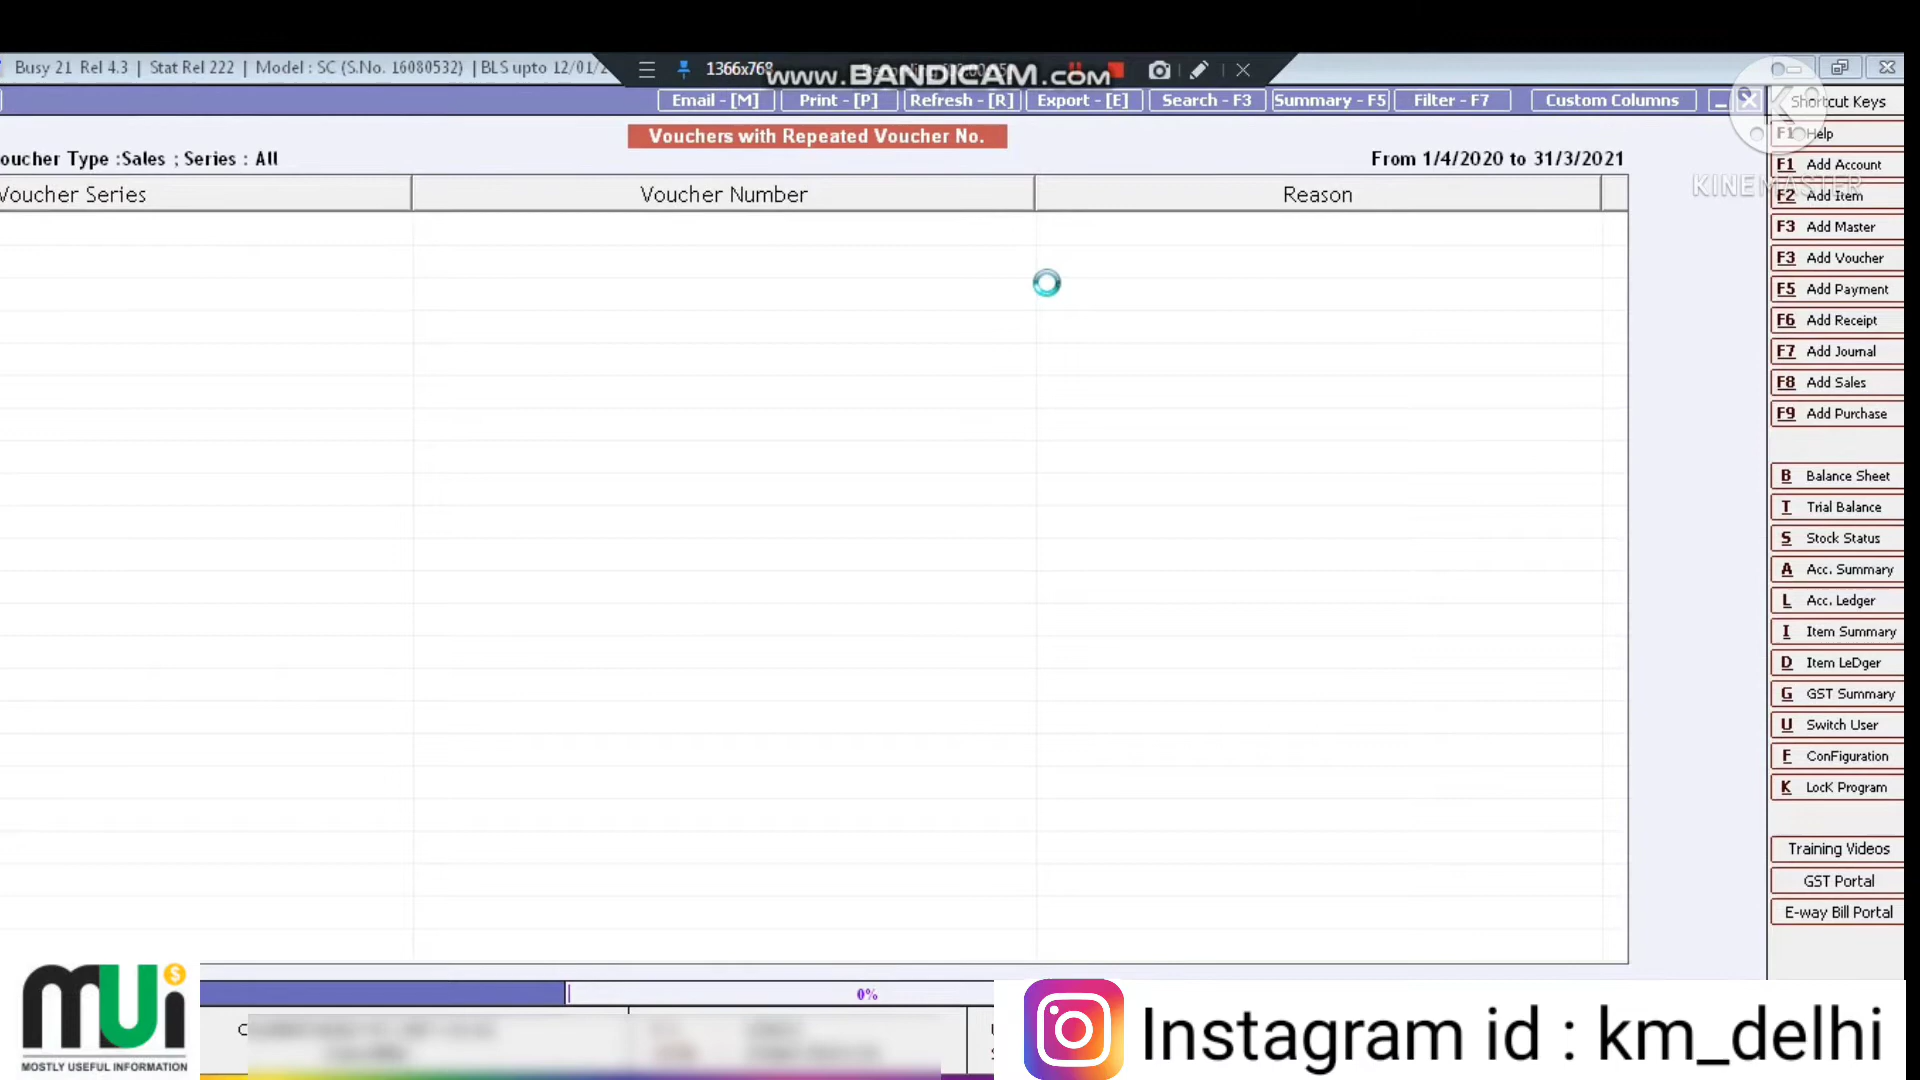 Busy 21 Rel 4.3 | Stat Rel 222 | Model : SC (S.No. 16080532) | BLS upto 12/01/2
1366x768
www.BANDICAM.com
Email - [M]
Print - [P]
Refresh - [R]
Export - [E]
Search - F3
Summary - F5
Filter - F7
Custom Columns
Shortcut Keys
Vouchers with Repeated Voucher No.
oucher Type :Sales ; Series : All
From 1/4/2020 to 31/3/2021
Voucher Series
Voucher Number
Reason
KINEMASTER
F1 Help
F1 Add Account
F2 Add Item
F3 Add Master
F3 Add Voucher
F5 Add Payment
F6 Add Receipt
F7 Add Journal
F8 Add Sales
F9 Add Purchase
B Balance Sheet
T Trial Balance
S Stock Status
A Acc. Summary
L Acc. Ledger
I Item Summary
D Item LeDger
G GST Summary
U Switch User
F ConFiguration
K LocK Program
Training Videos
GST Portal
E-way Bill Portal
0%
mUi
MOSTLY USEFUL INFORMATION
Instagram id : km_delhi